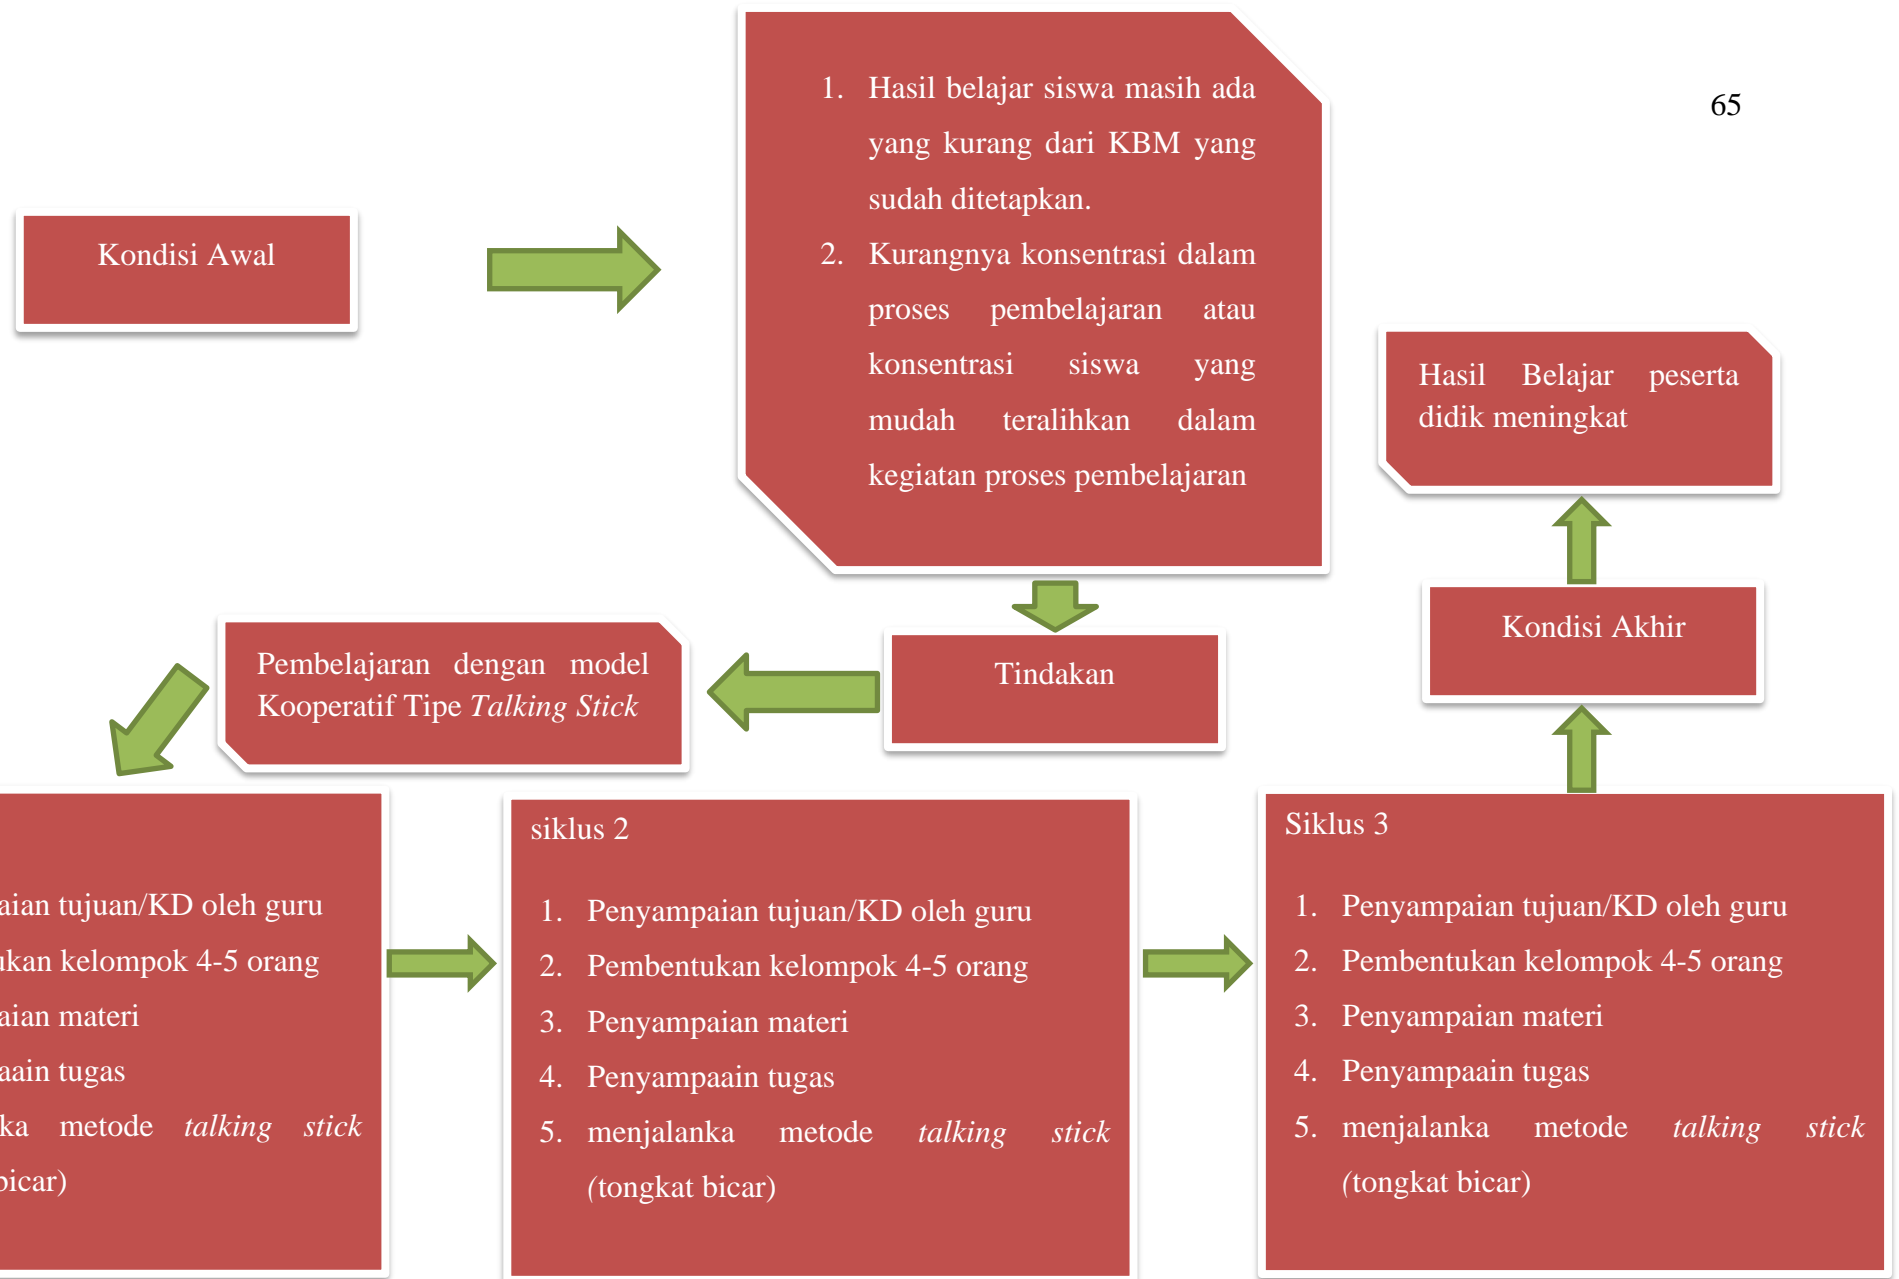 65
Kondisi Awal
1. Hasil belajar siswa masih ada
yang kurang dari KBM yang
sudah ditetapkan.
2. Kurangnya konsentrasi dalam
proses pembelajaran atau
konsentrasi siswa yang
mudah teralihkan dalam
kegiatan proses pembelajaran
Hasil Belajar peserta
didik meningkat
Kondisi Akhir
Tindakan
Pembelajaran dengan model
Kooperatif Tipe Talking Stick
tujuan/KD oleh guru
kelompok 4-5 orang
materi
tugas
metode talking stick
siklus 2
1. Penyampaian tujuan/KD oleh guru
2. Pembentukan kelompok 4-5 orang
3. Penyampaian materi
4. Penyampaain tugas
5. menjalanka metode talking stick
(tongkat bicar)
Siklus 3
1. Penyampaian tujuan/KD oleh guru
2. Pembentukan kelompok 4-5 orang
3. Penyampaian materi
4. Penyampaain tugas
5. menjalanka metode talking stick
(tongkat bicar)